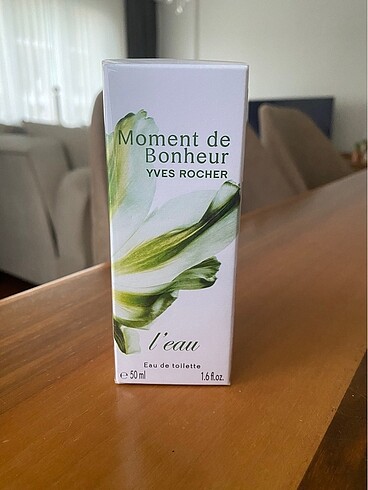 Moment de
Bonheur
YVES ROCHER
l'eau
Eau de toilette
℮ 50 ml 1.6 fl.oz.